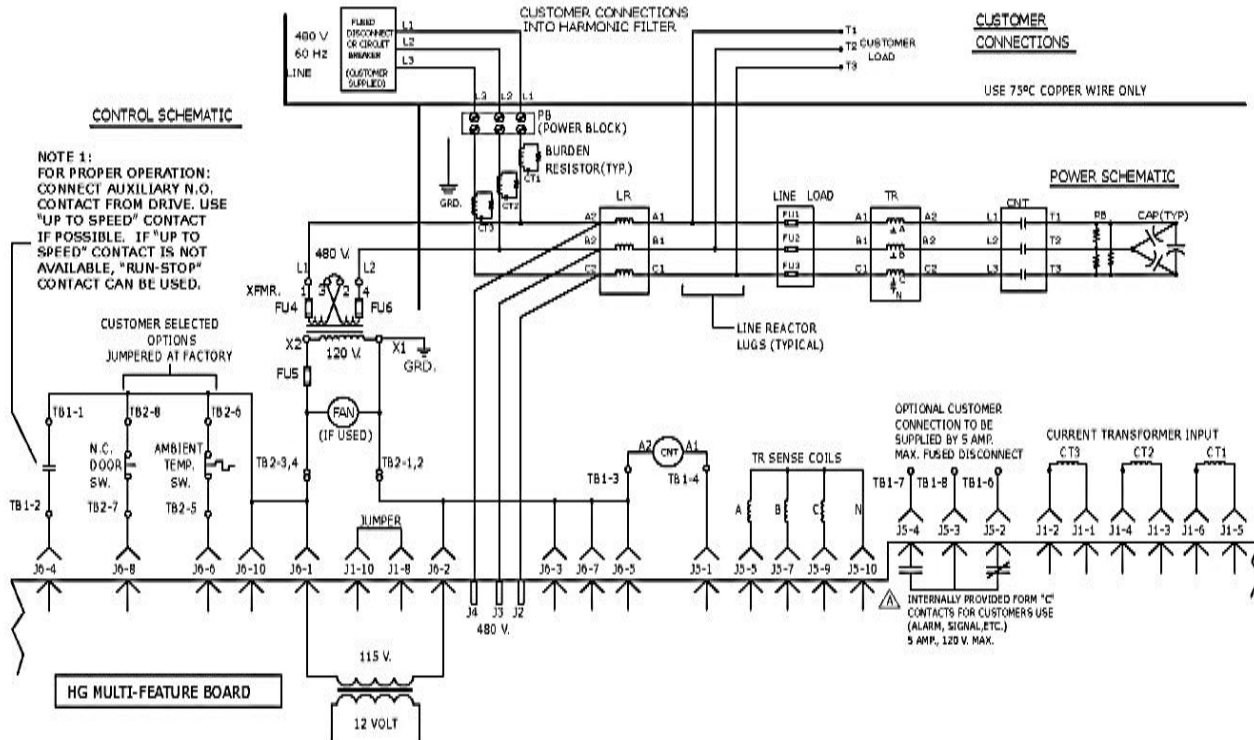 CUSTOMER CONNECTIONS
INTO HARMONIC FILTER
CUSTOMER
CONNECTIONS
480 V
60 HZ
LINE
FUSED
DISCONNECT
OR CIRCUIT
BREAKER
(CUSTOMER
SUPPLIED)
L1
L2
L3
T1
T2
T3
CUSTOMER
LOAD
USE 75°C COPPER WIRE ONLY
L3
L2
L1
PB
(POWER BLOCK)
BURDEN
RESISTOR(TYP.)
CT1
CT2
CT3
GRD.
CONTROL SCHEMATIC
NOTE 1:
FOR PROPER OPERATION:
CONNECT AUXILIARY N.O.
CONTACT FROM DRIVE. USE
"UP TO SPEED" CONTACT
IF POSSIBLE. IF "UP TO
SPEED" CONTACT IS NOT
AVAILABLE, "RUN-STOP"
CONTACT CAN BE USED.
POWER SCHEMATIC
LR
LINE LOAD
TR
CNT
RB
CAP(TYP)
A2
A1
FU1
A1
A2
L1
T1
A
B2
B1
FU2
B1
B2
L2
T2
B
C2
C1
FU3
C1
C2
L3
T3
C
N
LINE REACTOR
LUGS (TYPICAL)
480 V.
L1
L2
XFMR.
1
3
2
4
FU4
FU6
X2
120 V.
X1
GRD.
FU5
FAN
(IF USED)
CUSTOMER SELECTED
OPTIONS
JUMPERED AT FACTORY
TB1-1
TB2-8
TB2-6
N.C.
DOOR
SW.
AMBIENT
TEMP.
SW.
TB1-2
TB2-7
TB2-5
TB2-3,4
TB2-1,2
TB1-3
A2
CNT
A1
TB1-4
TR SENSE COILS
A
B
C
N
OPTIONAL CUSTOMER
CONNECTION TO BE
SUPPLIED BY 5 AMP.
MAX. FUSED DISCONNECT
TB1-7
TB1-8
TB1-6
CURRENT TRANSFORMER INPUT
CT3
CT2
CT1
JUMPER
J6-4
J6-8
J6-6
J6-10
J6-1
J1-10
J1-8
J6-2
J6-3
J6-7
J6-5
J5-1
J5-5
J5-7
J5-9
J5-10
J5-4
J5-3
J5-2
J1-2
J1-1
J1-4
J1-3
J1-6
J1-5
J4
J3
J2
480 V.
A
INTERNALLY PROVIDED FORM "C"
CONTACTS FOR CUSTOMERS USE
(ALARM, SIGNAL,ETC.)
5 AMP., 120 V. MAX.
HG MULTI-FEATURE BOARD
115 V.
12 VOLT